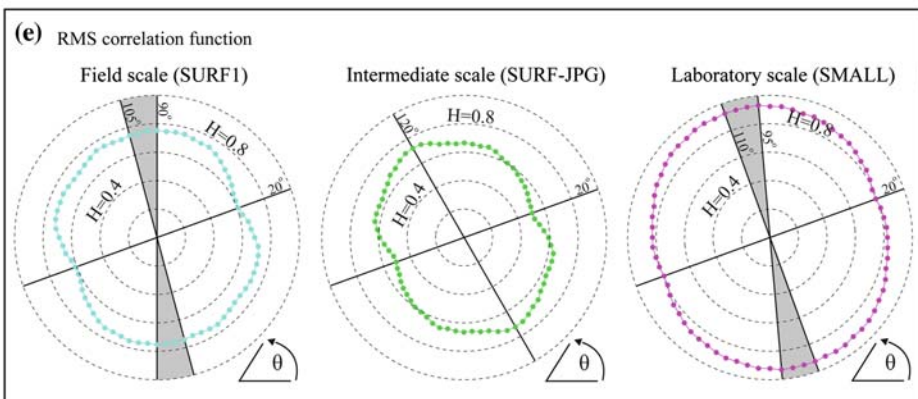 (e) RMS correlation function
Field scale (SURF1)
105°
90°
H=0.8
H=0.4
20°
θ
Intermediate scale (SURF-JPG)
120°
H=0.8
H=0.4
20°
θ
Laboratory scale (SMALL)
110°
95°
H=0.8
H=0.4
20°
θ